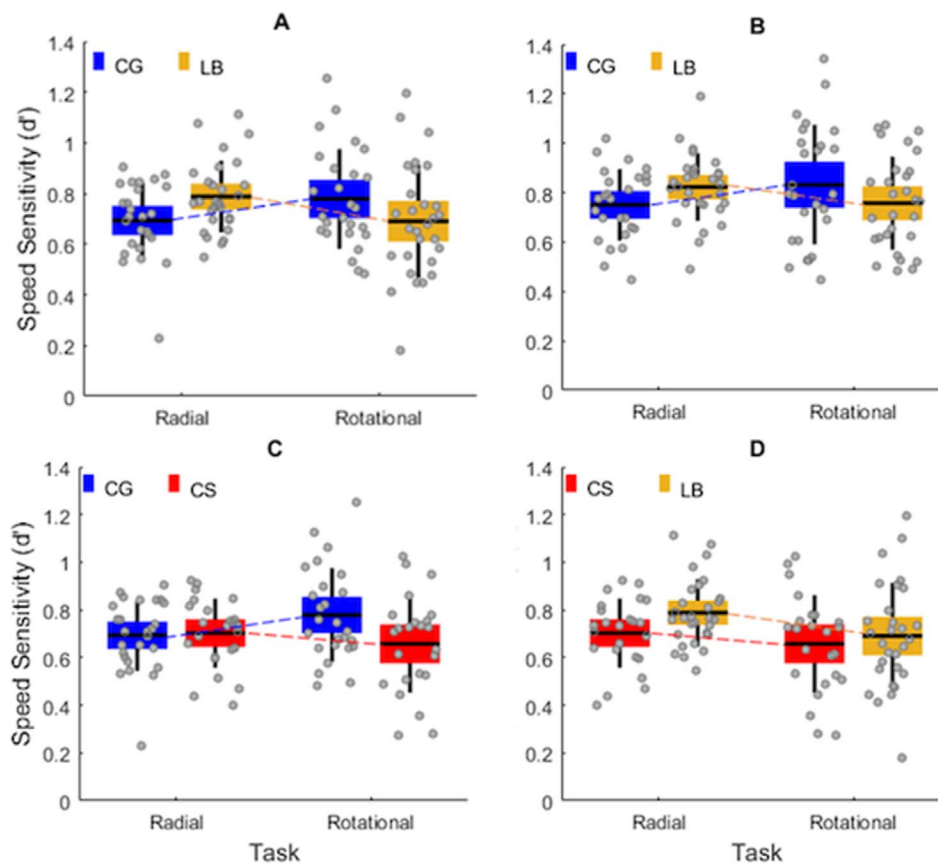 A
CG LB
Speed Sensitivity (d')
1.4
1.2
1
0.8
0.6
0.4
0.2
0
Radial Rotational
B
CG LB
1.4
1.2
1
0.8
0.6
0.4
0.2
0
Radial Rotational
C
CG CS
Speed Sensitivity (d')
1.4
1.2
1
0.8
0.6
0.4
0.2
0
Radial Rotational
Task
D
CS LB
1.4
1.2
1
0.8
0.6
0.4
0.2
0
Radial Rotational
Task